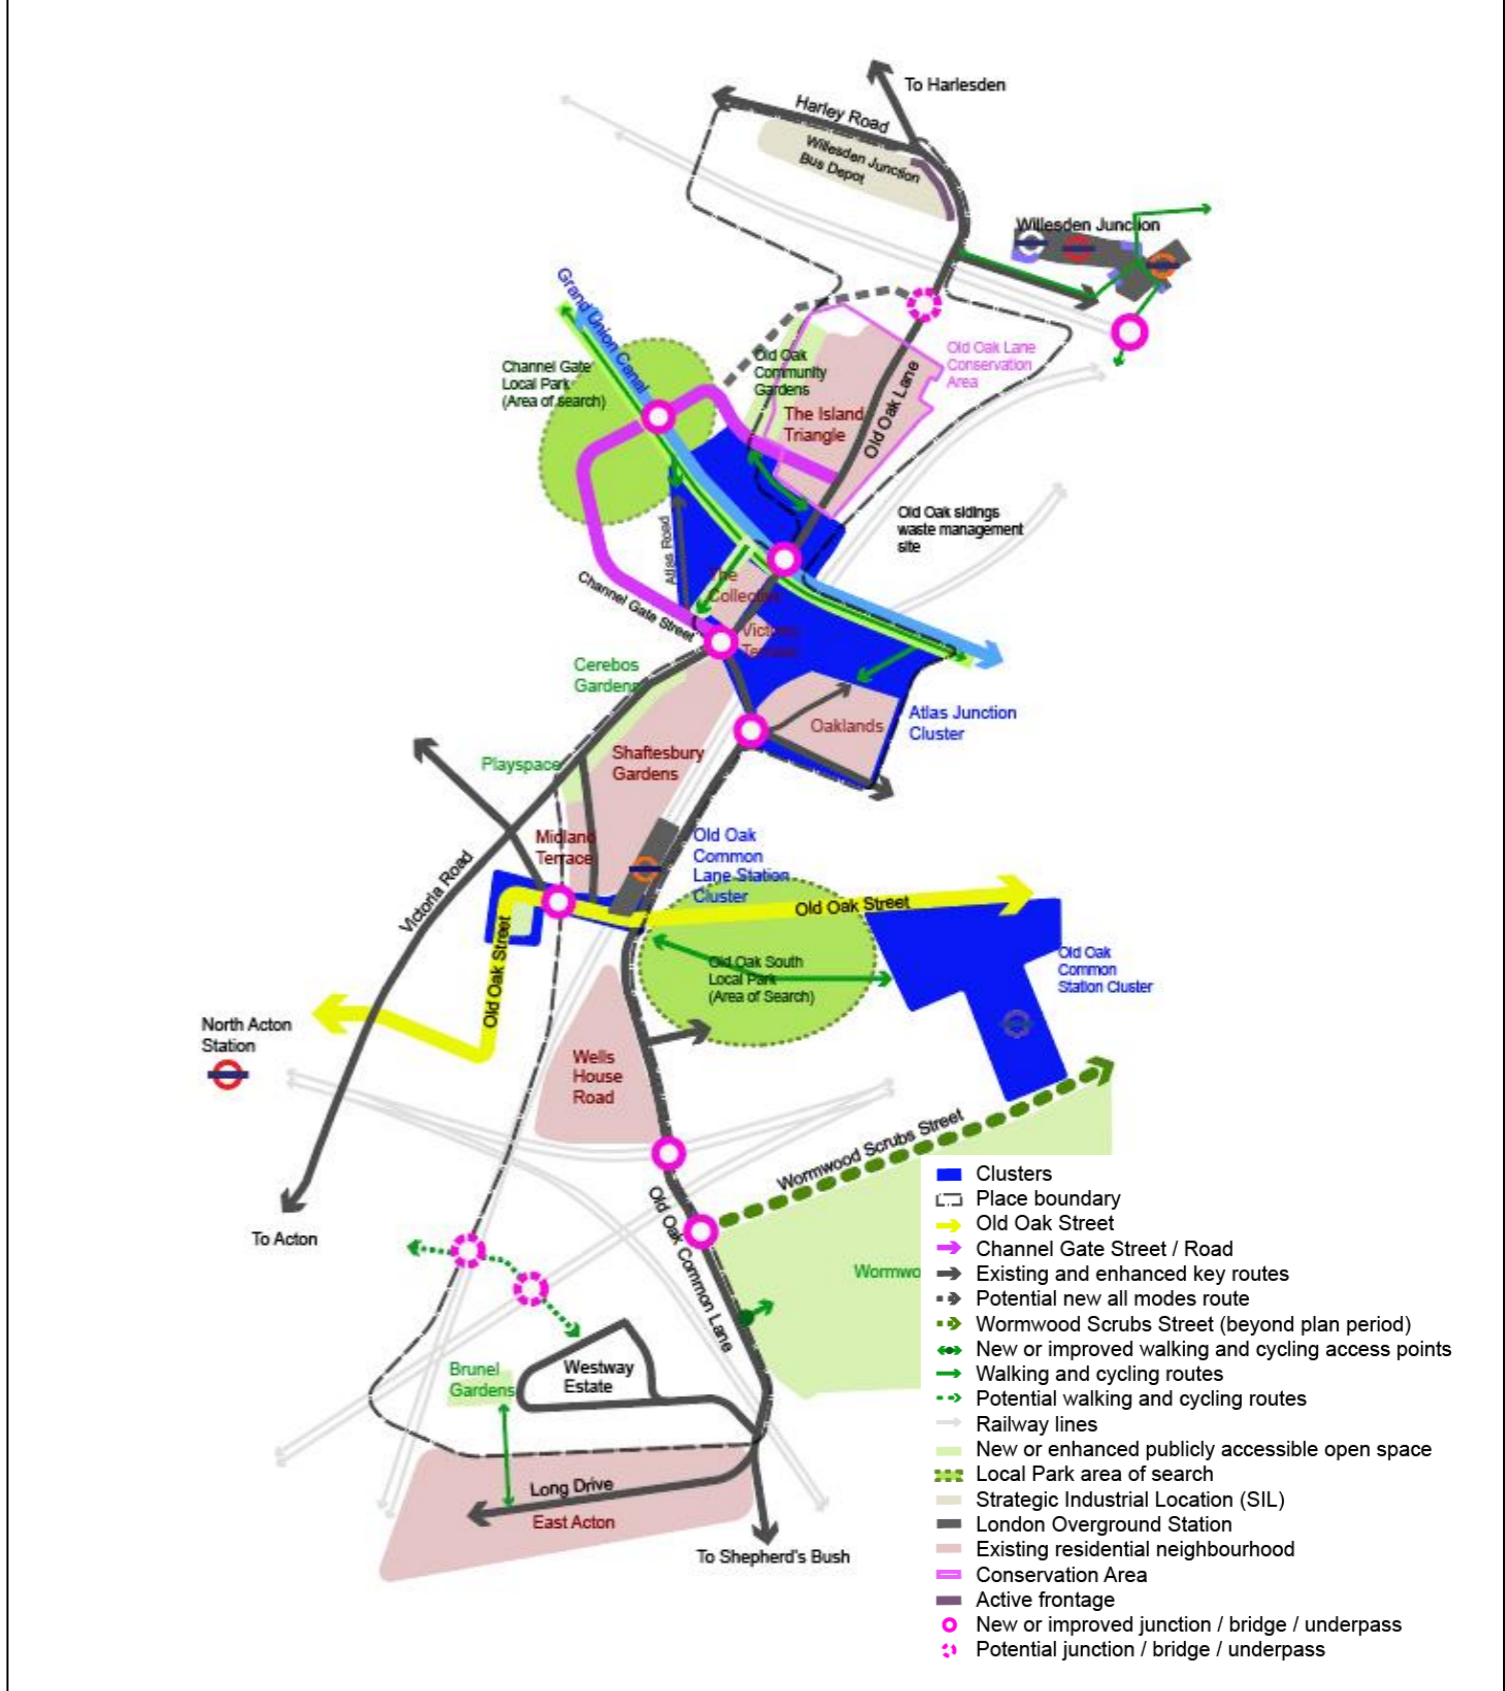 To Harlesden
Harley Road
Willesden Junction
Bus Depot
Willesden Junction
Grand Union Canal
Channel Gate
Local Park
(Area of search)
Old Oak
Community
Gardens
Old Oak Lane
Conservation
Area
The Island
Triangle
Old Oak Lane
Old Oak sidings
waste management
site
Atlas Road
The
Channel Gate Street
Terrace
Cerebos
Gardens
Oaklands
Atlas Junction
Cluster
Playspace
Shaftesbury
Gardens
Midland
Terrace
Old Oak
Common
Lane Station
Cluster
Victoria Road
Old Oak Street
Old Oak Street
Old Oak South
Local Park
(Area of Search)
Old Oak
Common
Station Cluster
North Acton
Station
Wells
House
Road
Wormwood Scrubs Street
To Acton
Old Oak Common Lane
Wormwo
Brunel
Gardens
Westway
Estate
Long Drive
East Acton
To Shepherd's Bush
Clusters
Place boundary
Old Oak Street
Channel Gate Street / Road
Existing and enhanced key routes
Potential new all modes route
Wormwood Scrubs Street (beyond plan period)
New or improved walking and cycling access points
Walking and cycling routes
Potential walking and cycling routes
Railway lines
New or enhanced publicly accessible open space
Local Park area of search
Strategic Industrial Location (SIL)
London Overground Station
Existing residential neighbourhood
Conservation Area
Active frontage
New or improved junction / bridge / underpass
Potential junction / bridge / underpass